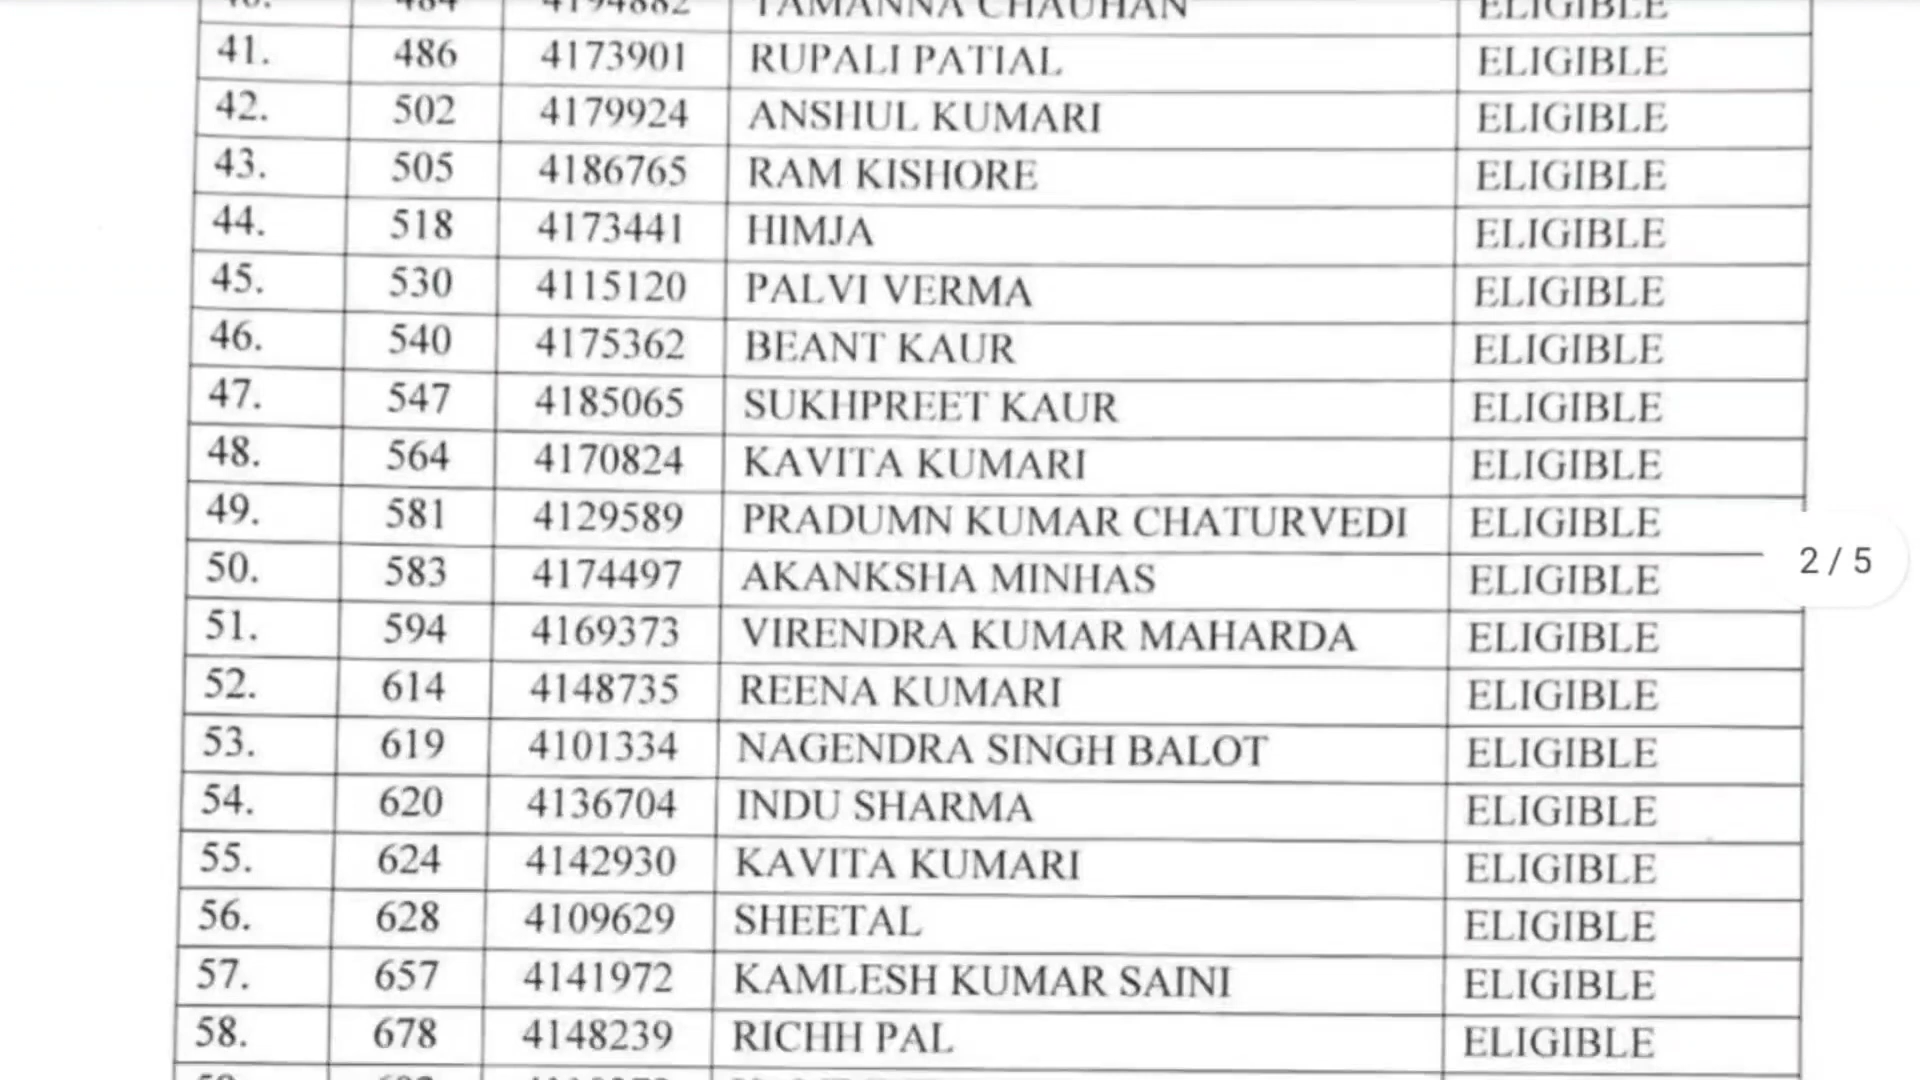 40. 484 4194882 TAMANNA CHAUHAN ELIGIBLE
41. 486 4173901 RUPALI PATIAL ELIGIBLE
42. 502 4179924 ANSHUL KUMARI ELIGIBLE
43. 505 4186765 RAM KISHORE ELIGIBLE
44. 518 4173441 HIMJA ELIGIBLE
45. 530 4115120 PALVI VERMA ELIGIBLE
46. 540 4175362 BEANT KAUR ELIGIBLE
47. 547 4185065 SUKHPREET KAUR ELIGIBLE
48. 564 4170824 KAVITA KUMARI ELIGIBLE
49. 581 4129589 PRADUMN KUMAR CHATURVEDI ELIGIBLE
2 / 5
50. 583 4174497 AKANKSHA MINHAS ELIGIBLE
51. 594 4169373 VIRENDRA KUMAR MAHARDA ELIGIBLE
52. 614 4148735 REENA KUMARI ELIGIBLE
53. 619 4101334 NAGENDRA SINGH BALOT ELIGIBLE
54. 620 4136704 INDU SHARMA ELIGIBLE
55. 624 4142930 KAVITA KUMARI ELIGIBLE
56. 628 4109629 SHEETAL ELIGIBLE
57. 657 4141972 KAMLESH KUMAR SAINI ELIGIBLE
58. 678 4148239 RICHH PAL ELIGIBLE
59.